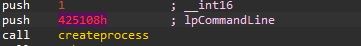 push 1 ; __int16
push 425108h ; lpCommandLine
call createprocess